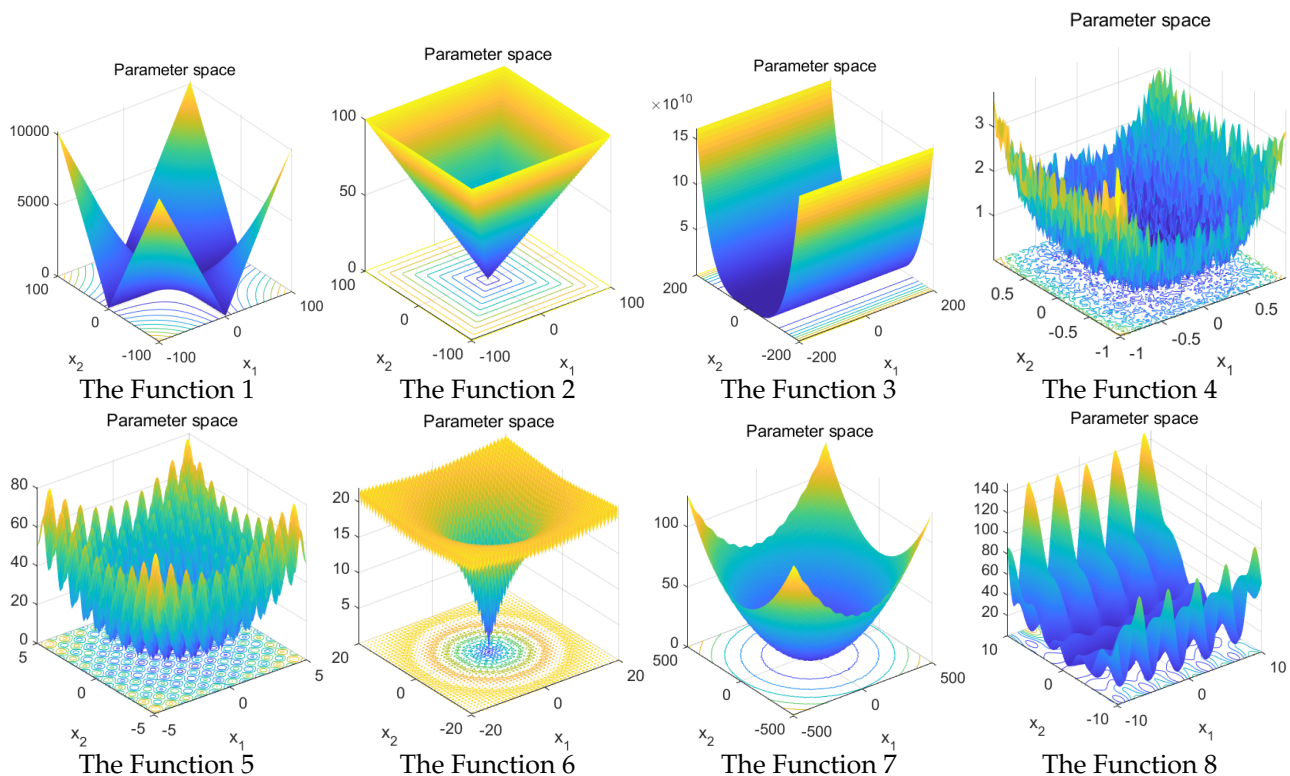 Parameter space
10000
5000
0
100
0
-100
-100
0
100
x2
x1
The Function 1
Parameter space
100
50
0
100
0
-100
-100
0
100
x2
x1
The Function 2
Parameter space
×10^10
15
10
5
200
0
-200
-200
0
200
x2
x1
The Function 3
Parameter space
3
2
1
0.5
0
-0.5
-1
-1
-0.5
0
0.5
x2
x1
The Function 4
Parameter space
80
60
40
20
0
5
0
-5
-5
0
5
x2
x1
The Function 5
Parameter space
20
15
10
5
20
0
-20
-20
0
20
x2
x1
The Function 6
Parameter space
100
50
0
500
0
-500
-500
0
500
x2
x1
The Function 7
Parameter space
140
120
100
80
60
40
20
10
0
-10
-10
0
10
x2
x1
The Function 8